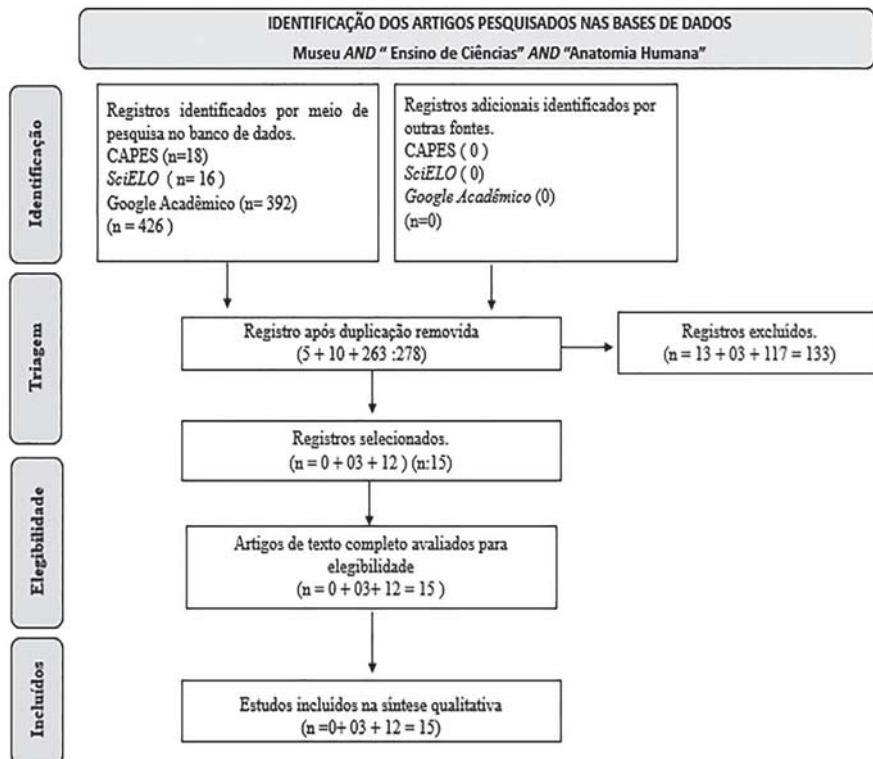 IDENTIFICAÇÃO DOS ARTIGOS PESQUISADOS NAS BASES DE DADOS
Museu AND “ Ensino de Ciências” AND “Anatomia Humana”
Identificação
Registros identificados por meio de
pesquisa no banco de dados.
CAPES (n=18)
SciELO ( n= 16 )
Google Acadêmico (n= 392)
(n = 426 )
Registros adicionais identificados por
outras fontes.
CAPES ( 0 )
SciELO ( 0)
Google Acadêmico (0)
(n=0)
Triagem
Registro após duplicação removida
(5 + 10 + 263 :278)
Registros excluídos.
(n = 13 + 03 + 117 = 133)
Registros selecionados.
(n = 0 + 03 + 12 ) (n:15)
Elegibilidade
Artigos de texto completo avaliados para
elegibilidade
(n = 0 + 03+ 12 = 15 )
Incluídos
Estudos incluídos na síntese qualitativa
(n =0+ 03 + 12 = 15)